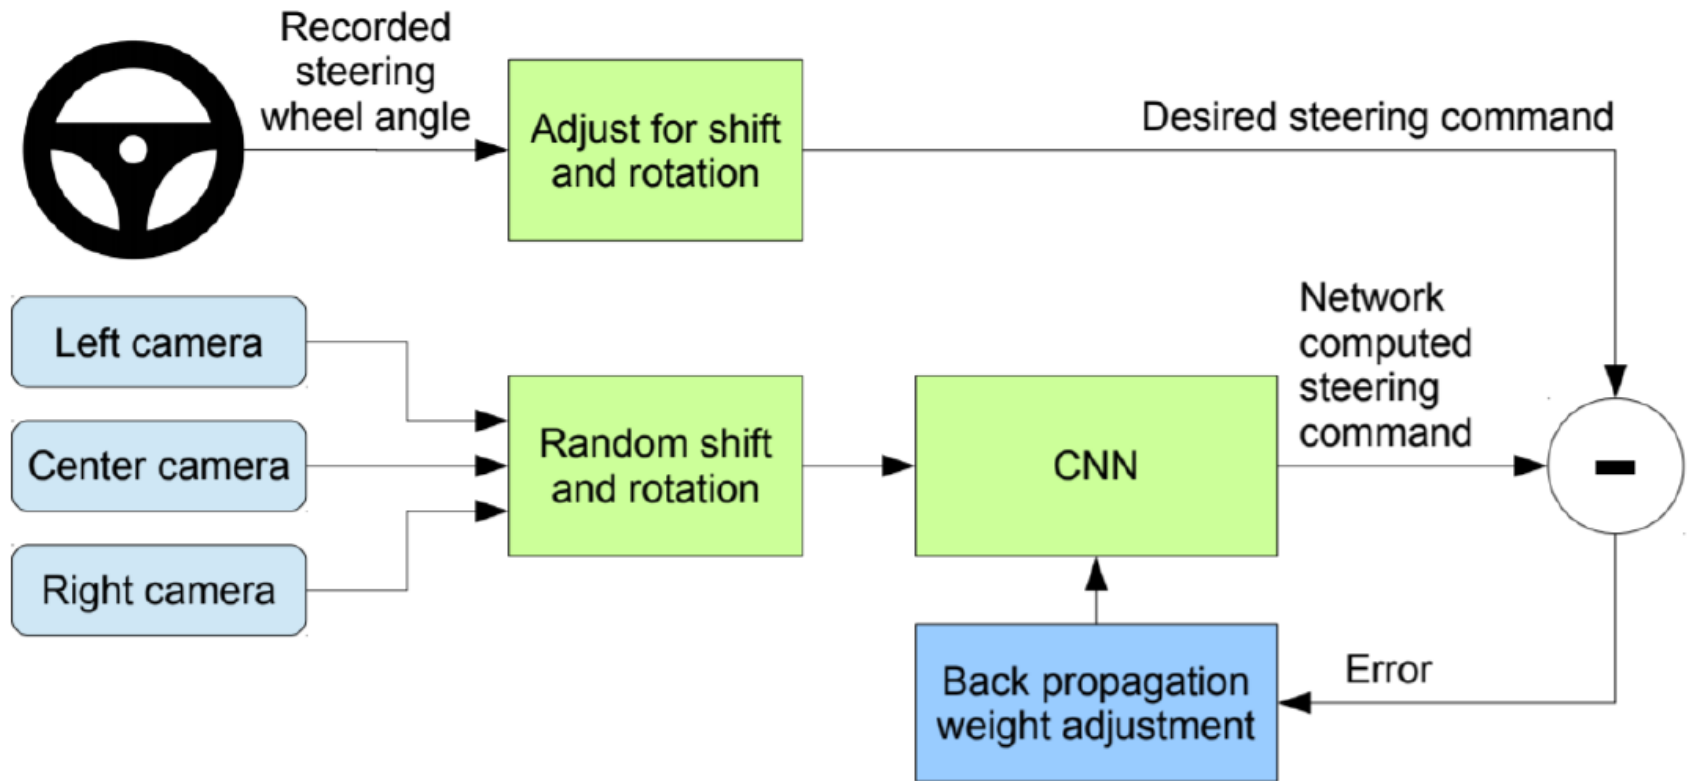 Recorded
steering
wheel angle
Adjust for shift
and rotation
Desired steering command
Left camera
Center camera
Right camera
Random shift
and rotation
CNN
Network
computed
steering
command
-
Back propagation
weight adjustment
Error